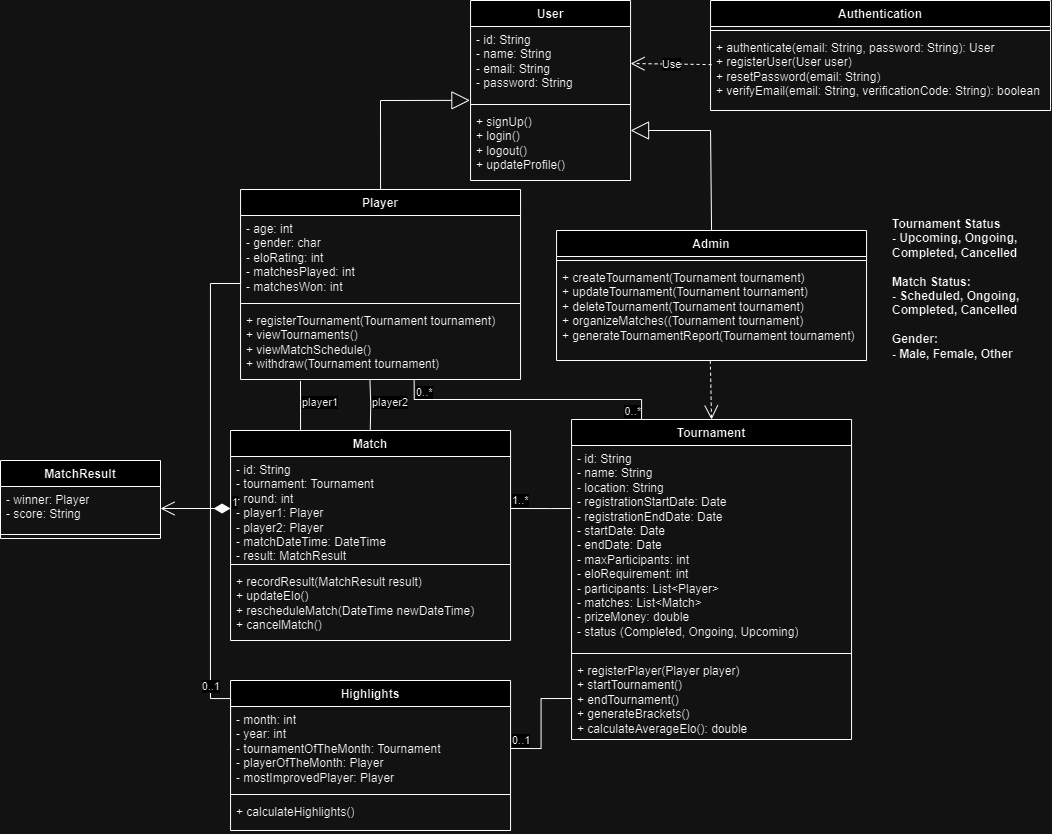 User
- id: String
- name: String
- email: String
- password: String
+ signUp()
+ login()
+ logout()
+ updateProfile()
Use
Authentication
+ authenticate(email: String, password: String): User
+ registerUser(User user)
+ resetPassword(email: String)
+ verifyEmail(email: String, verificationCode: String): boolean
Player
- age: int
- gender: char
- eloRating: int
- matchesPlayed: int
- matchesWon: int
+ registerTournament(Tournament tournament)
+ viewTournaments()
+ viewMatchSchedule()
+ withdraw(Tournament tournament)
Admin
+ createTournament(Tournament tournament)
+ updateTournament(Tournament tournament)
+ deleteTournament(Tournament tournament)
+ organizeMatches((Tournament tournament)
+ generateTournamentReport(Tournament tournament)
Tournament Status
- Upcoming, Ongoing,
Completed, Cancelled
Match Status:
- Scheduled, Ongoing,
Completed, Cancelled
Gender:
- Male, Female, Other
player1
player2
0..*
0..*
MatchResult
- winner: Player
- score: String
1
Match
- id: String
- tournament: Tournament
- round: int
- player1: Player
- player2: Player
- matchDateTime: DateTime
- result: MatchResult
+ recordResult(MatchResult result)
+ updateElo()
+ rescheduleMatch(DateTime newDateTime)
+ cancelMatch()
1..*
Tournament
- id: String
- name: String
- location: String
- registrationStartDate: Date
- registrationEndDate: Date
- startDate: Date
- endDate: Date
- maxParticipants: int
- eloRequirement: int
- participants: List<Player>
- matches: List<Match>
- prizeMoney: double
- status (Completed, Ongoing, Upcoming)
+ registerPlayer(Player player)
+ startTournament()
+ endTournament()
+ generateBrackets()
+ calculateAverageElo(): double
0..1
Highlights
- month: int
- year: int
- tournamentOfTheMonth: Tournament
- playerOfTheMonth: Player
- mostImprovedPlayer: Player
+ calculateHighlights()
0..1